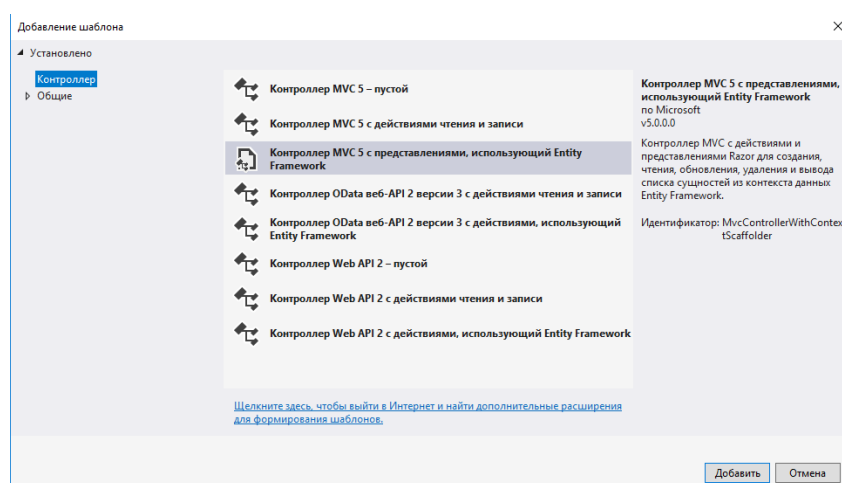 Добавление шаблона
Установлено
Контроллер
Общие
Контроллер MVC 5 – пустой
Контроллер MVC 5 с действиями чтения и записи
Контроллер MVC 5 с представлениями, использующий Entity
Framework
Контроллер OData веб-API 2 версии 3 с действиями чтения и записи
Контроллер OData веб-API 2 версии 3 с действиями, использующий
Entity Framework
Контроллер Web API 2 – пустой
Контроллер Web API 2 с действиями чтения и записи
Контроллер Web API 2 с действиями, использующий Entity Framework
Щелкните здесь, чтобы выйти в Интернет и найти дополнительные расширения
для формирования шаблонов.
Контроллер MVC 5 с представлениями,
использующий Entity Framework
по Microsoft
v5.0.0.0
Контроллер MVC с действиями и
представлениями Razor для создания,
чтения, обновления, удаления и вывода
списка сущностей из контекста данных
Entity Framework.
Идентификатор: MvcControllerWithContex
tScaffolder
Добавить
Отмена